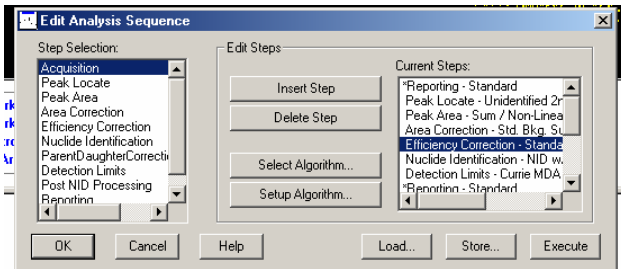 Edit Analysis Sequence
Step Selection:
Acquisition
Peak Locate
Peak Area
Area Correction
Efficiency Correction
Nuclide Identification
ParentDaughterCorrecti
Detection Limits
Post NID Processing
Reporting
Edit Steps
Insert Step
Delete Step
Select Algorithm...
Setup Algorithm...
Current Steps:
*Reporting - Standard
Peak Locate - Unidentified 2r
Peak Area - Sum / Non-Linea
Area Correction - Std. Bkg. Su
Efficiency Correction - Standa
Nuclide Identification - NID w.
Detection Limits - Currie MDA
*Reporting - Standard
OK
Cancel
Help
Load...
Store...
Execute